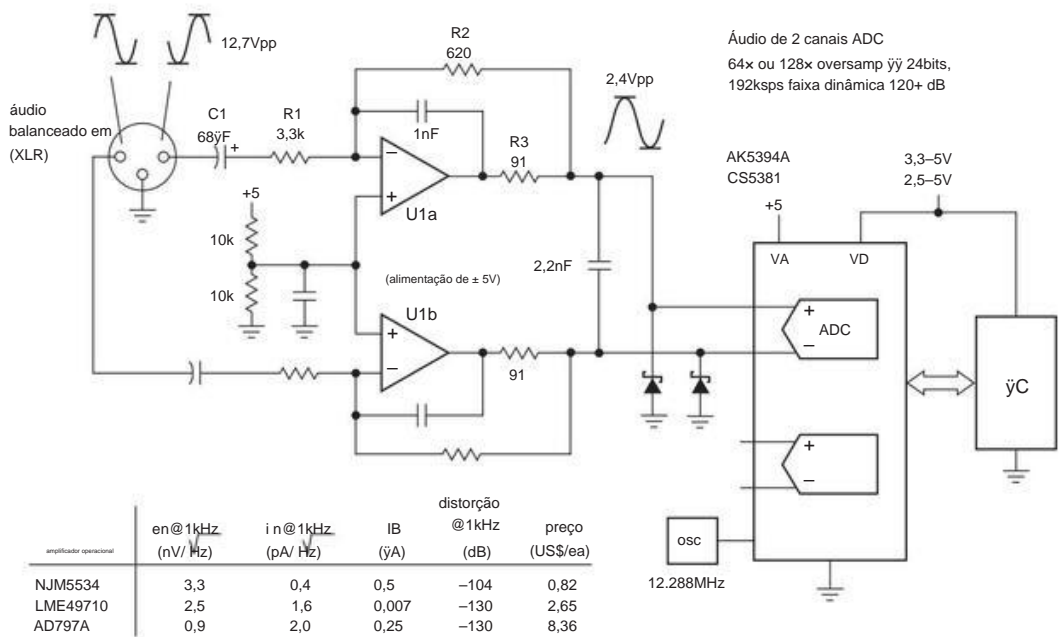 12,7Vpp
R2
620
Áudio de 2 canais ADC
64× ou 128× oversamp ÿÿ 24bits,
192ksps faixa dinâmica 120+ dB
2,4Vpp
áudio
balanceado em
(XLR)
C1
68ÿF
+
R1
3,3k
1nF
R3
91
AK5394A
CS5381
3,3–5V
2,5–5V
+5
+5
−
+
U1a
VA
VD
10k
10k
(alimentação de ± 5V)
2,2nF
U1b
+
−
91
+
ADC
−
ÿC
+
−
osc
12.288MHz
distorção
en@1kHz i n@1kHz IB @1kHz preço
amplificador operacional (nV/ Hz) (pA/ Hz) (ÿA) (dB) (US$/ea)
NJM5534 3,3 0,4 0,5 –104 0,82
LME49710 2,5 1,6 0,007 –130 2,65
AD797A 0,9 2,0 0,25 –130 8,36